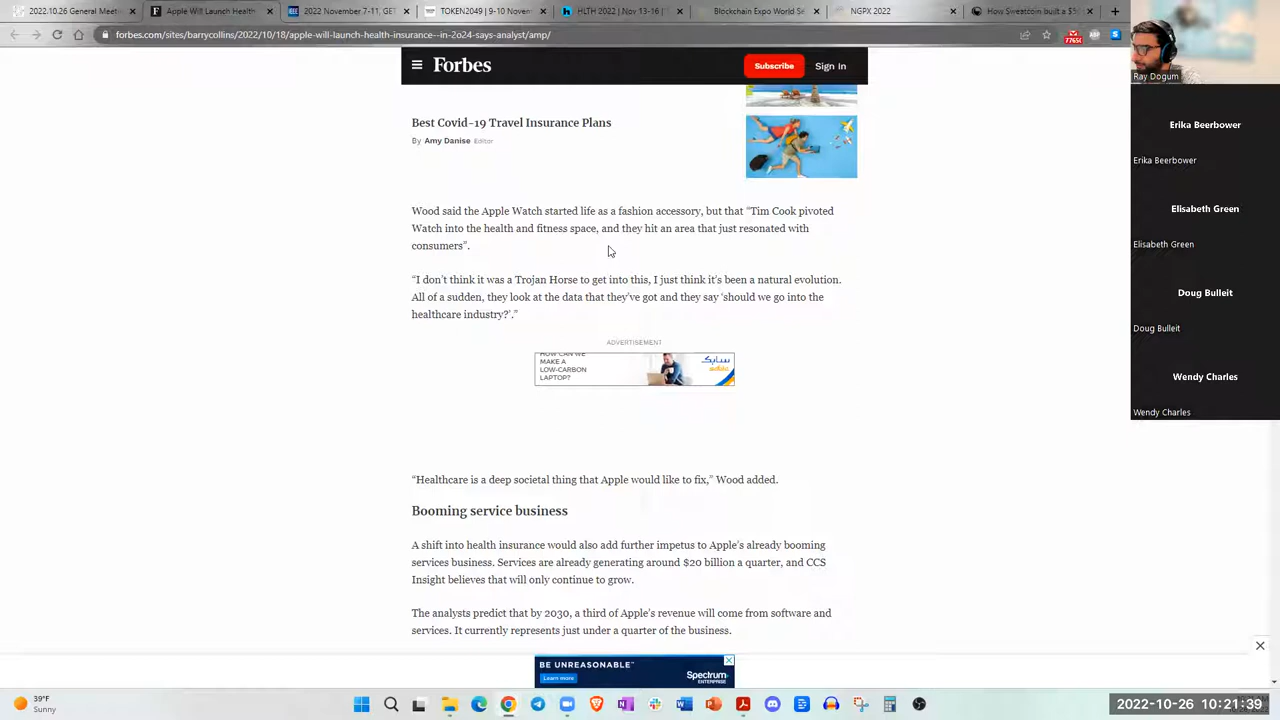 2022.10.26 General Meeti
Apple Will Launch Health
2022 November 7-11, GET
TOKEN2049 | 9-10 Novem
HLTH 2022 | Nov 13-16 |
Blockchain Expo World Se
NGPX 2022
How Sweatcoin built a $5
forbes.com/sites/barrycollins/2022/10/18/apple-will-launch-health-insurance--in-2o24-says-analyst/amp/
Forbes
Subscribe
Sign In
Best Covid-19 Travel Insurance Plans
By Amy Danise Editor
Wood said the Apple Watch started life as a fashion accessory, but that “Tim Cook pivoted
Watch into the health and fitness space, and they hit an area that just resonated with
consumers”.
“I don’t think it was a Trojan Horse to get into this, I just think it’s been a natural evolution.
All of a sudden, they look at the data that they’ve got and they say ‘should we go into the
healthcare industry?’.”
ADVERTISEMENT
HOW CAN WE
MAKE A
LOW-CARBON
LAPTOP?
سابك
sabic
“Healthcare is a deep societal thing that Apple would like to fix,” Wood added.
Booming service business
A shift into health insurance would also add further impetus to Apple’s already booming
services business. Services are already generating around $20 billion a quarter, and CCS
Insight believes that will only continue to grow.
The analysts predict that by 2030, a third of Apple’s revenue will come from software and
services. It currently represents just under a quarter of the business.
BE UNREASONABLE™
Learn more
Spectrum
ENTERPRISE
Ray Dogum
Erika Beerbower
Erika Beerbower
Elisabeth Green
Elisabeth Green
Doug Bulleit
Doug Bulleit
Wendy Charles
Wendy Charles
Sunny
2022-10-26 10:21:39